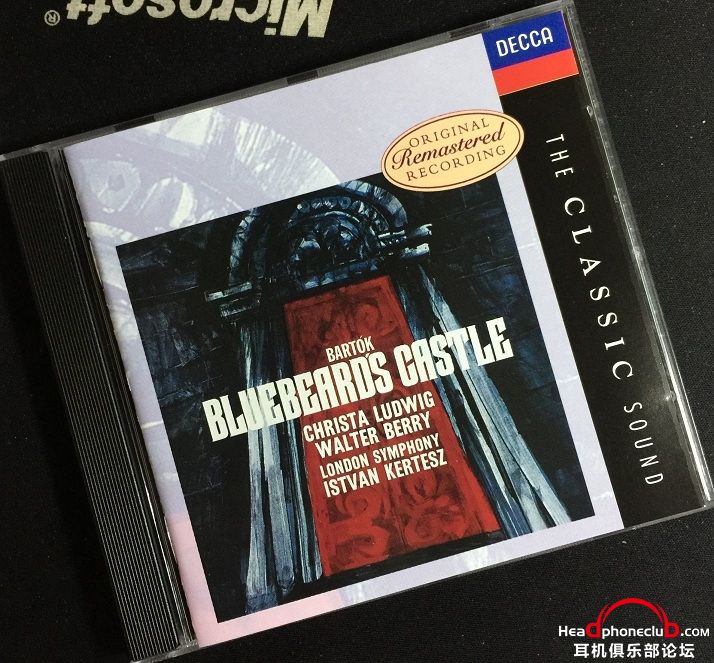 Microsoft®
DECCA
ORIGINAL
Remastered
RECORDING
THE CLASSIC SOUND
BARTÓK
BLUEBEARD'S CASTLE
CHRISTA LUDWIG
WALTER BERRY
LONDON SYMPHONY
ISTVAN KERTESZ
HeadphoneclubD.com
耳机俱乐部论坛